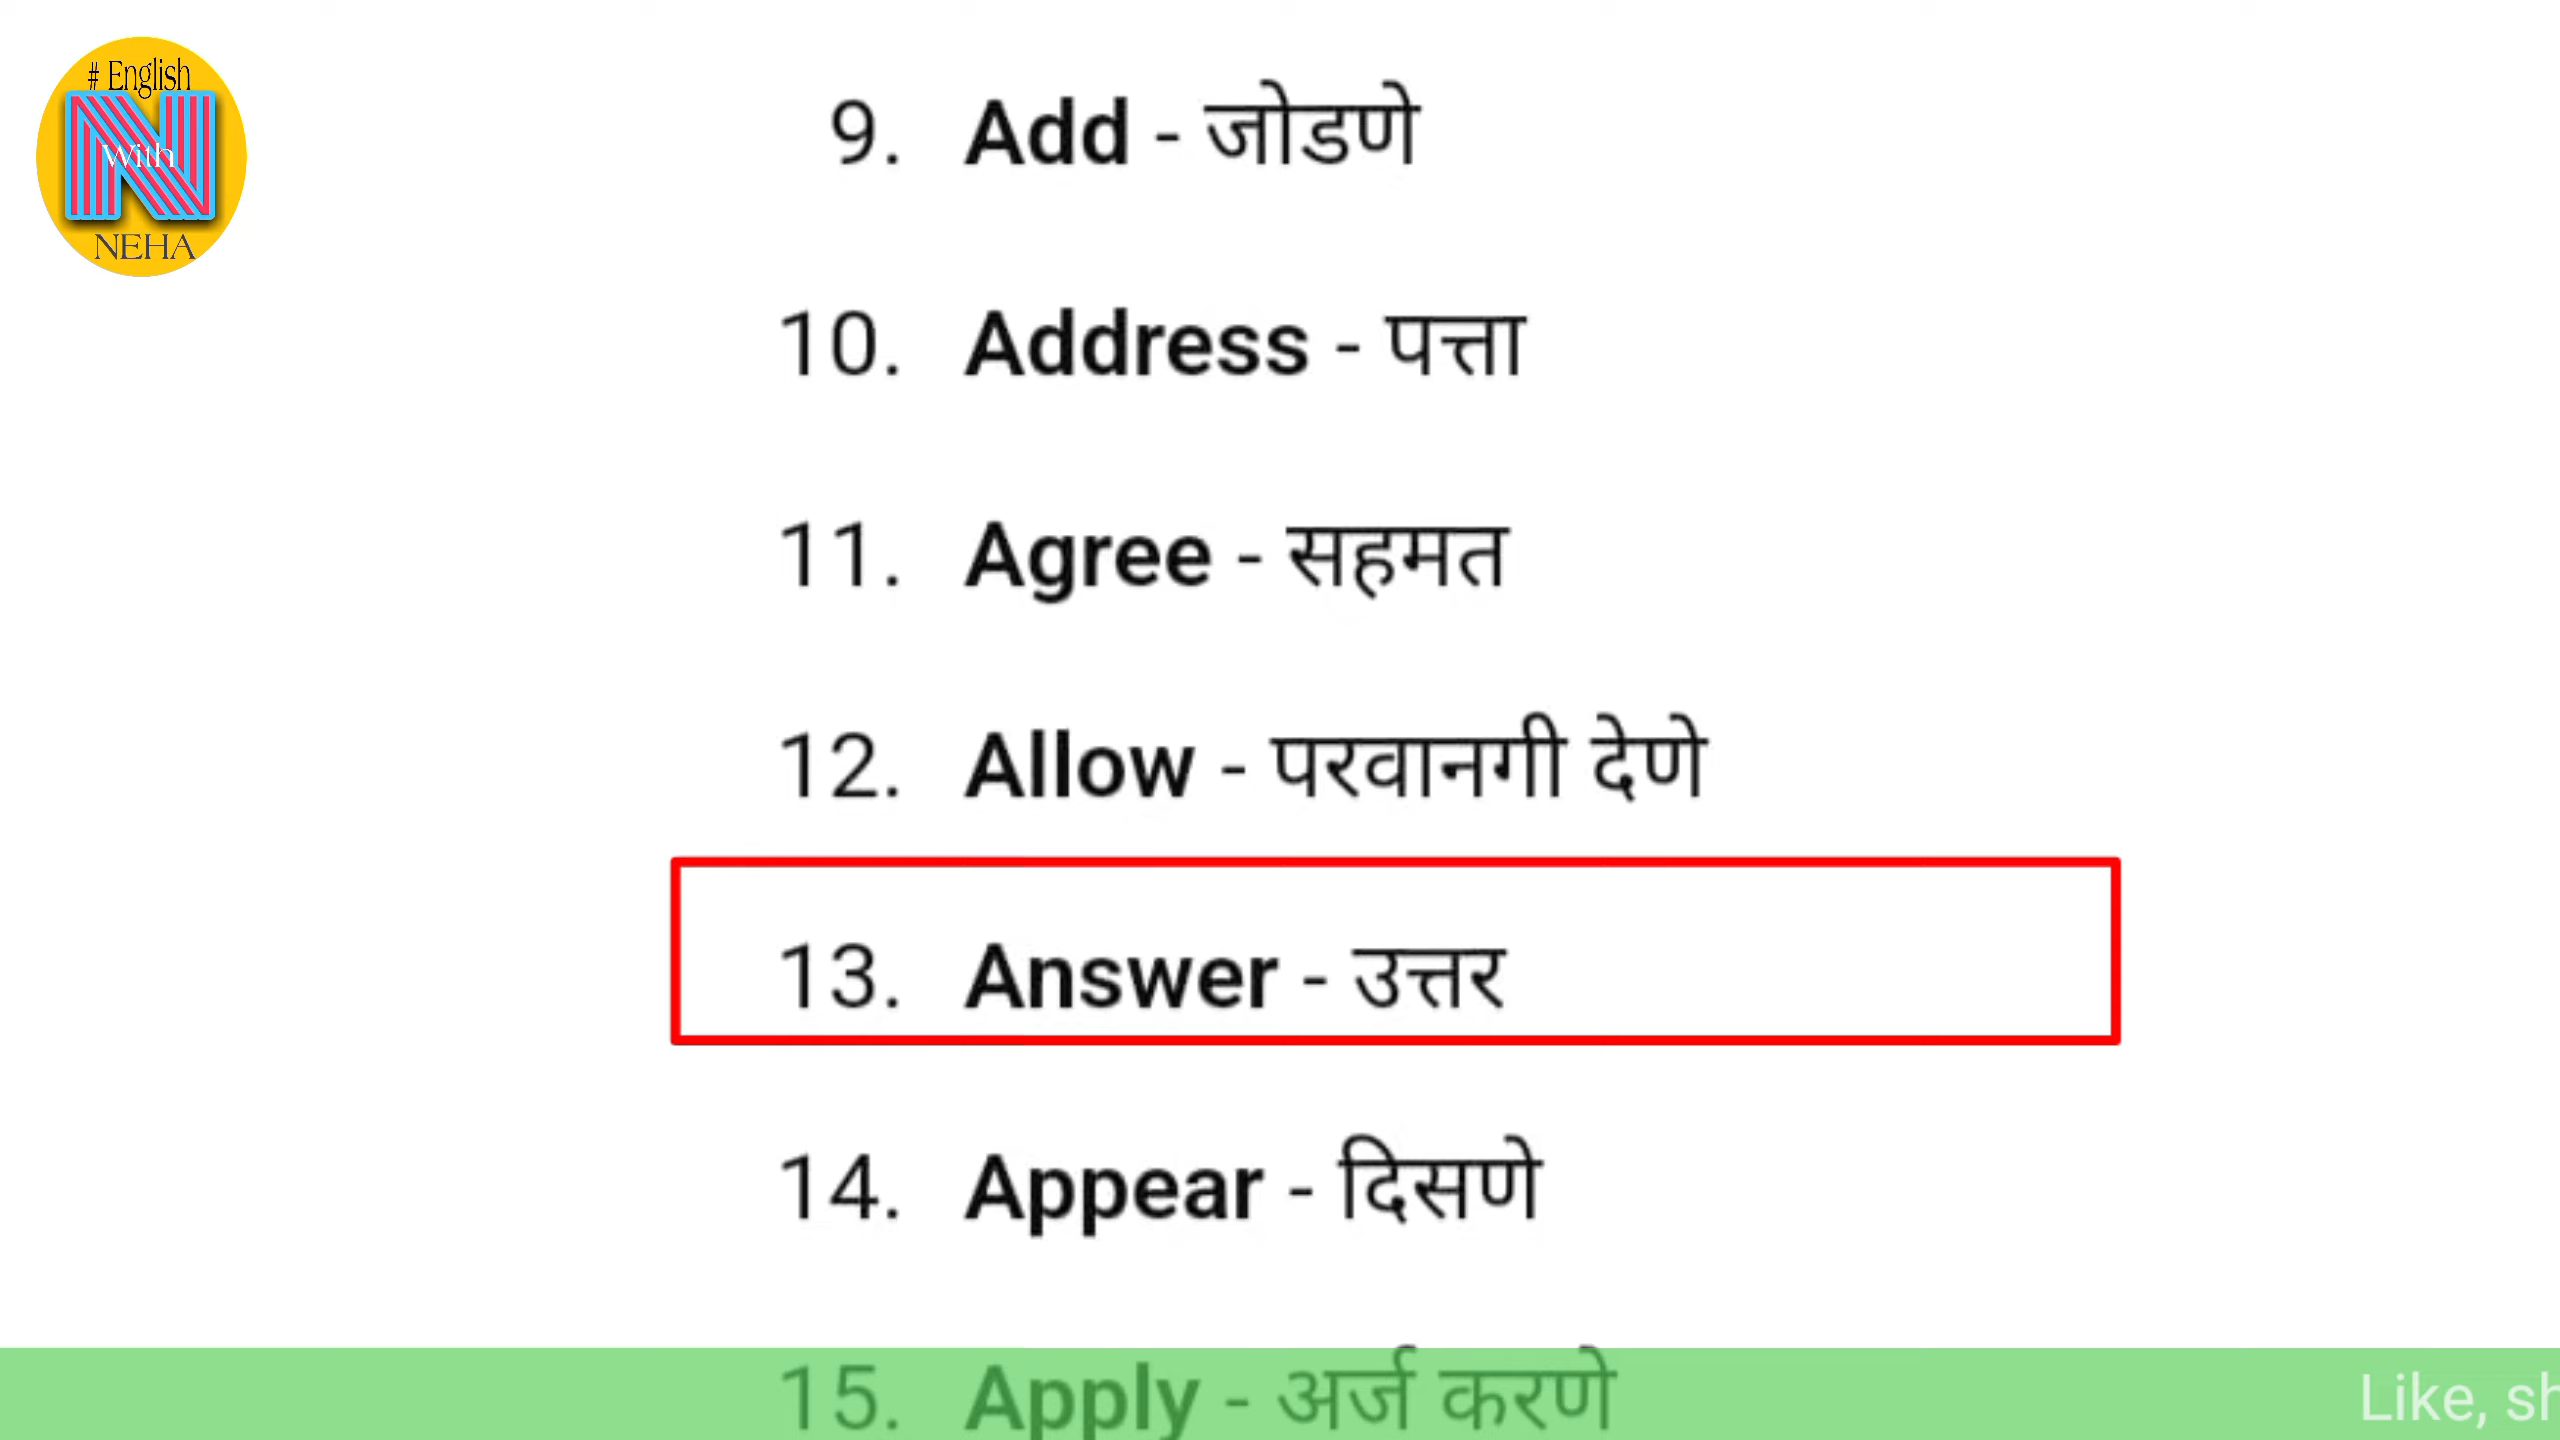 # English
With
NEHA
9. Add - जोडणे
10. Address - पत्ता
11. Agree - सहमत
12. Allow - परवानगी देणे
13. Answer - उत्तर
14. Appear - दिसणे
15. Apply - अर्ज करणे
Like,